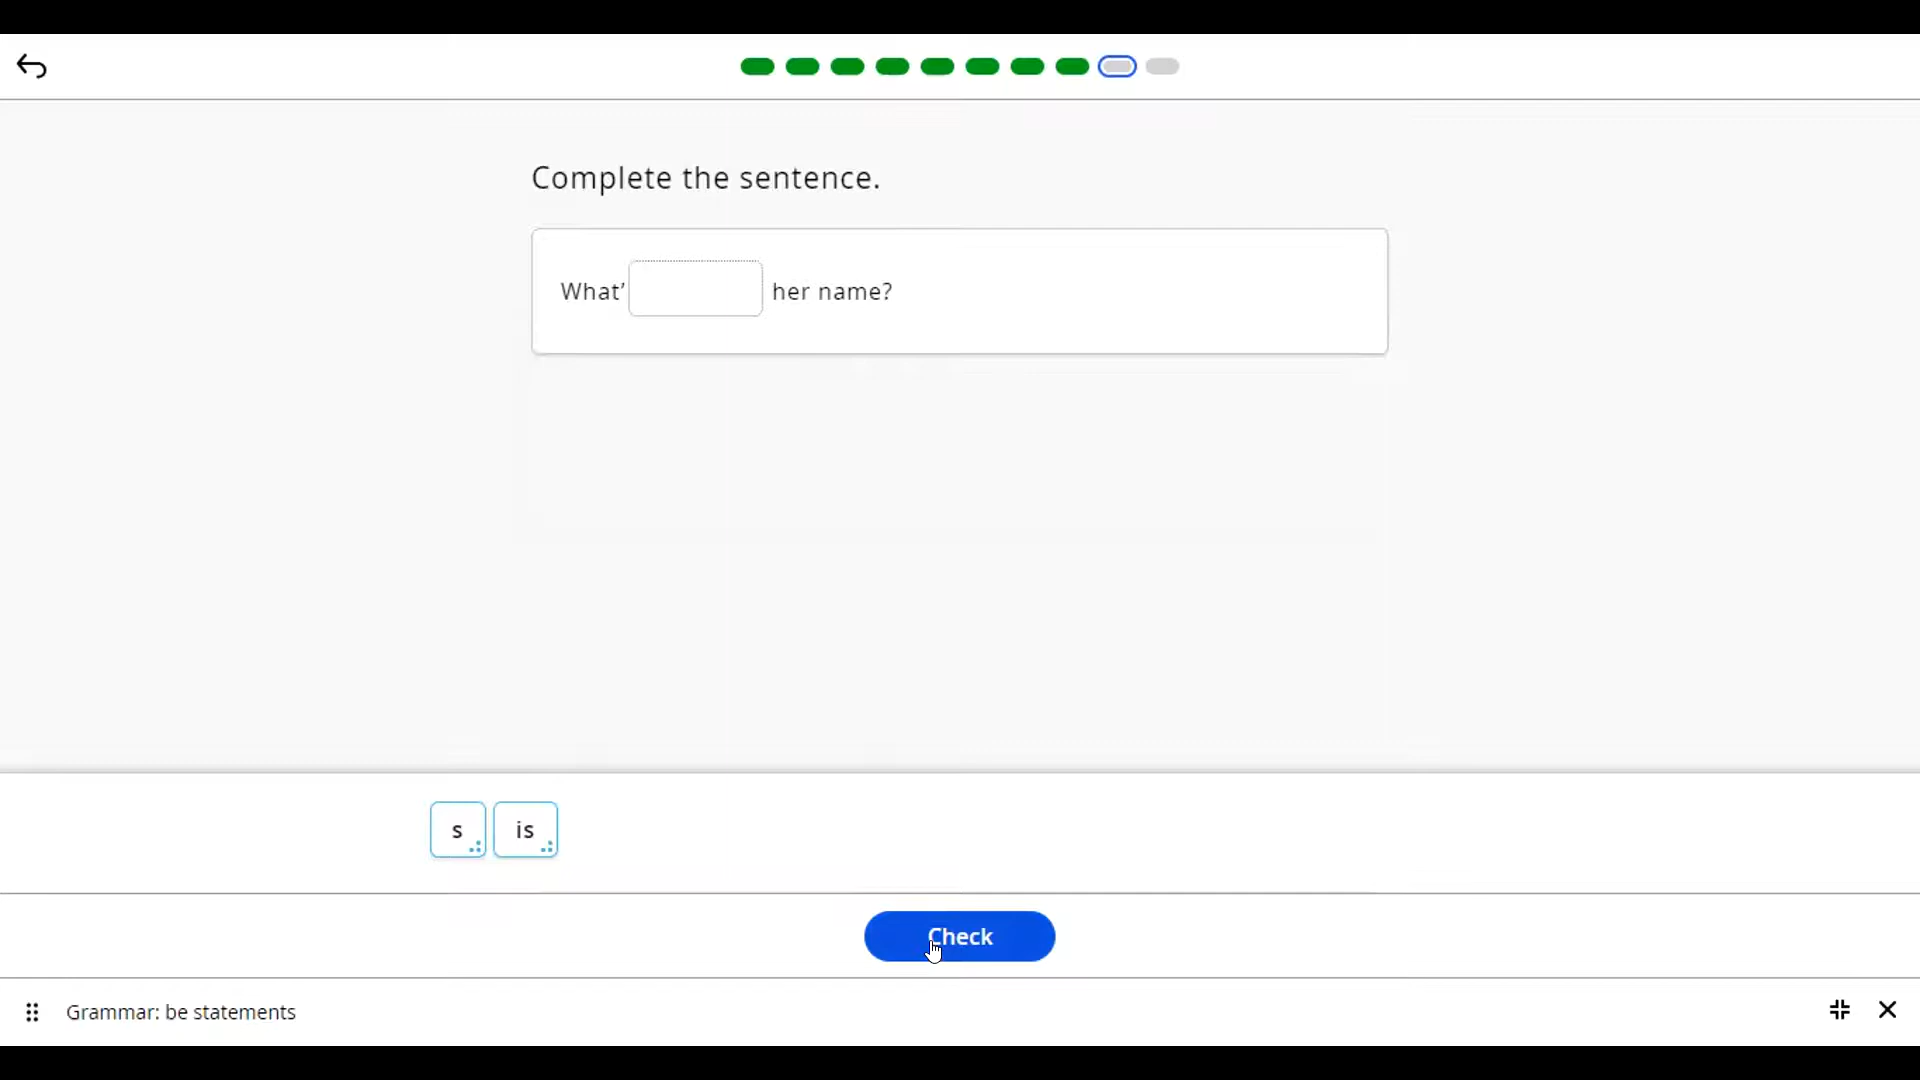 Complete the sentence.
What’ her name?
s is
Check
Grammar: be statements